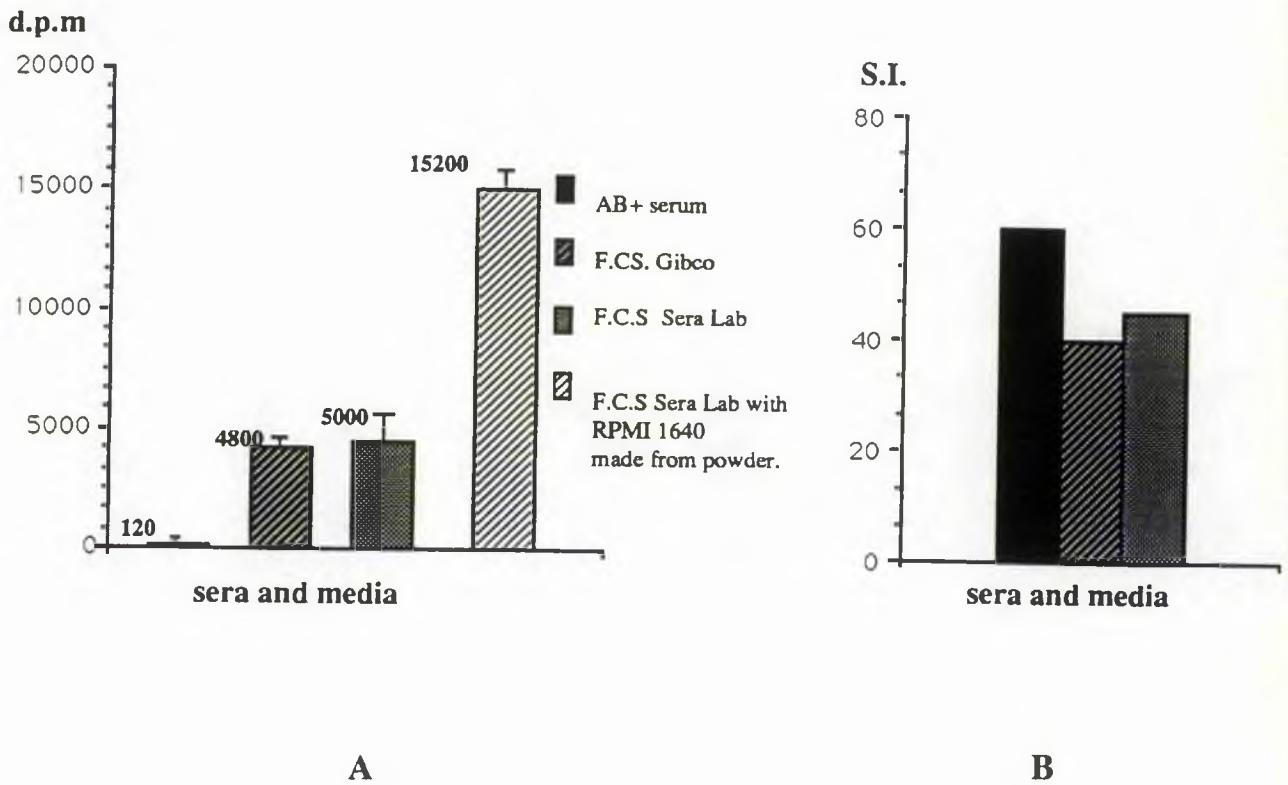 d.p.m
20000
15000
10000
5000
0
120
4800
5000
15200
sera and media
AB+ serum
F.CS. Gibco
F.C.S Sera Lab
F.C.S Sera Lab with
RPMI 1640
made from powder.
A
S.I.
80
60
40
20
0
sera and media
B